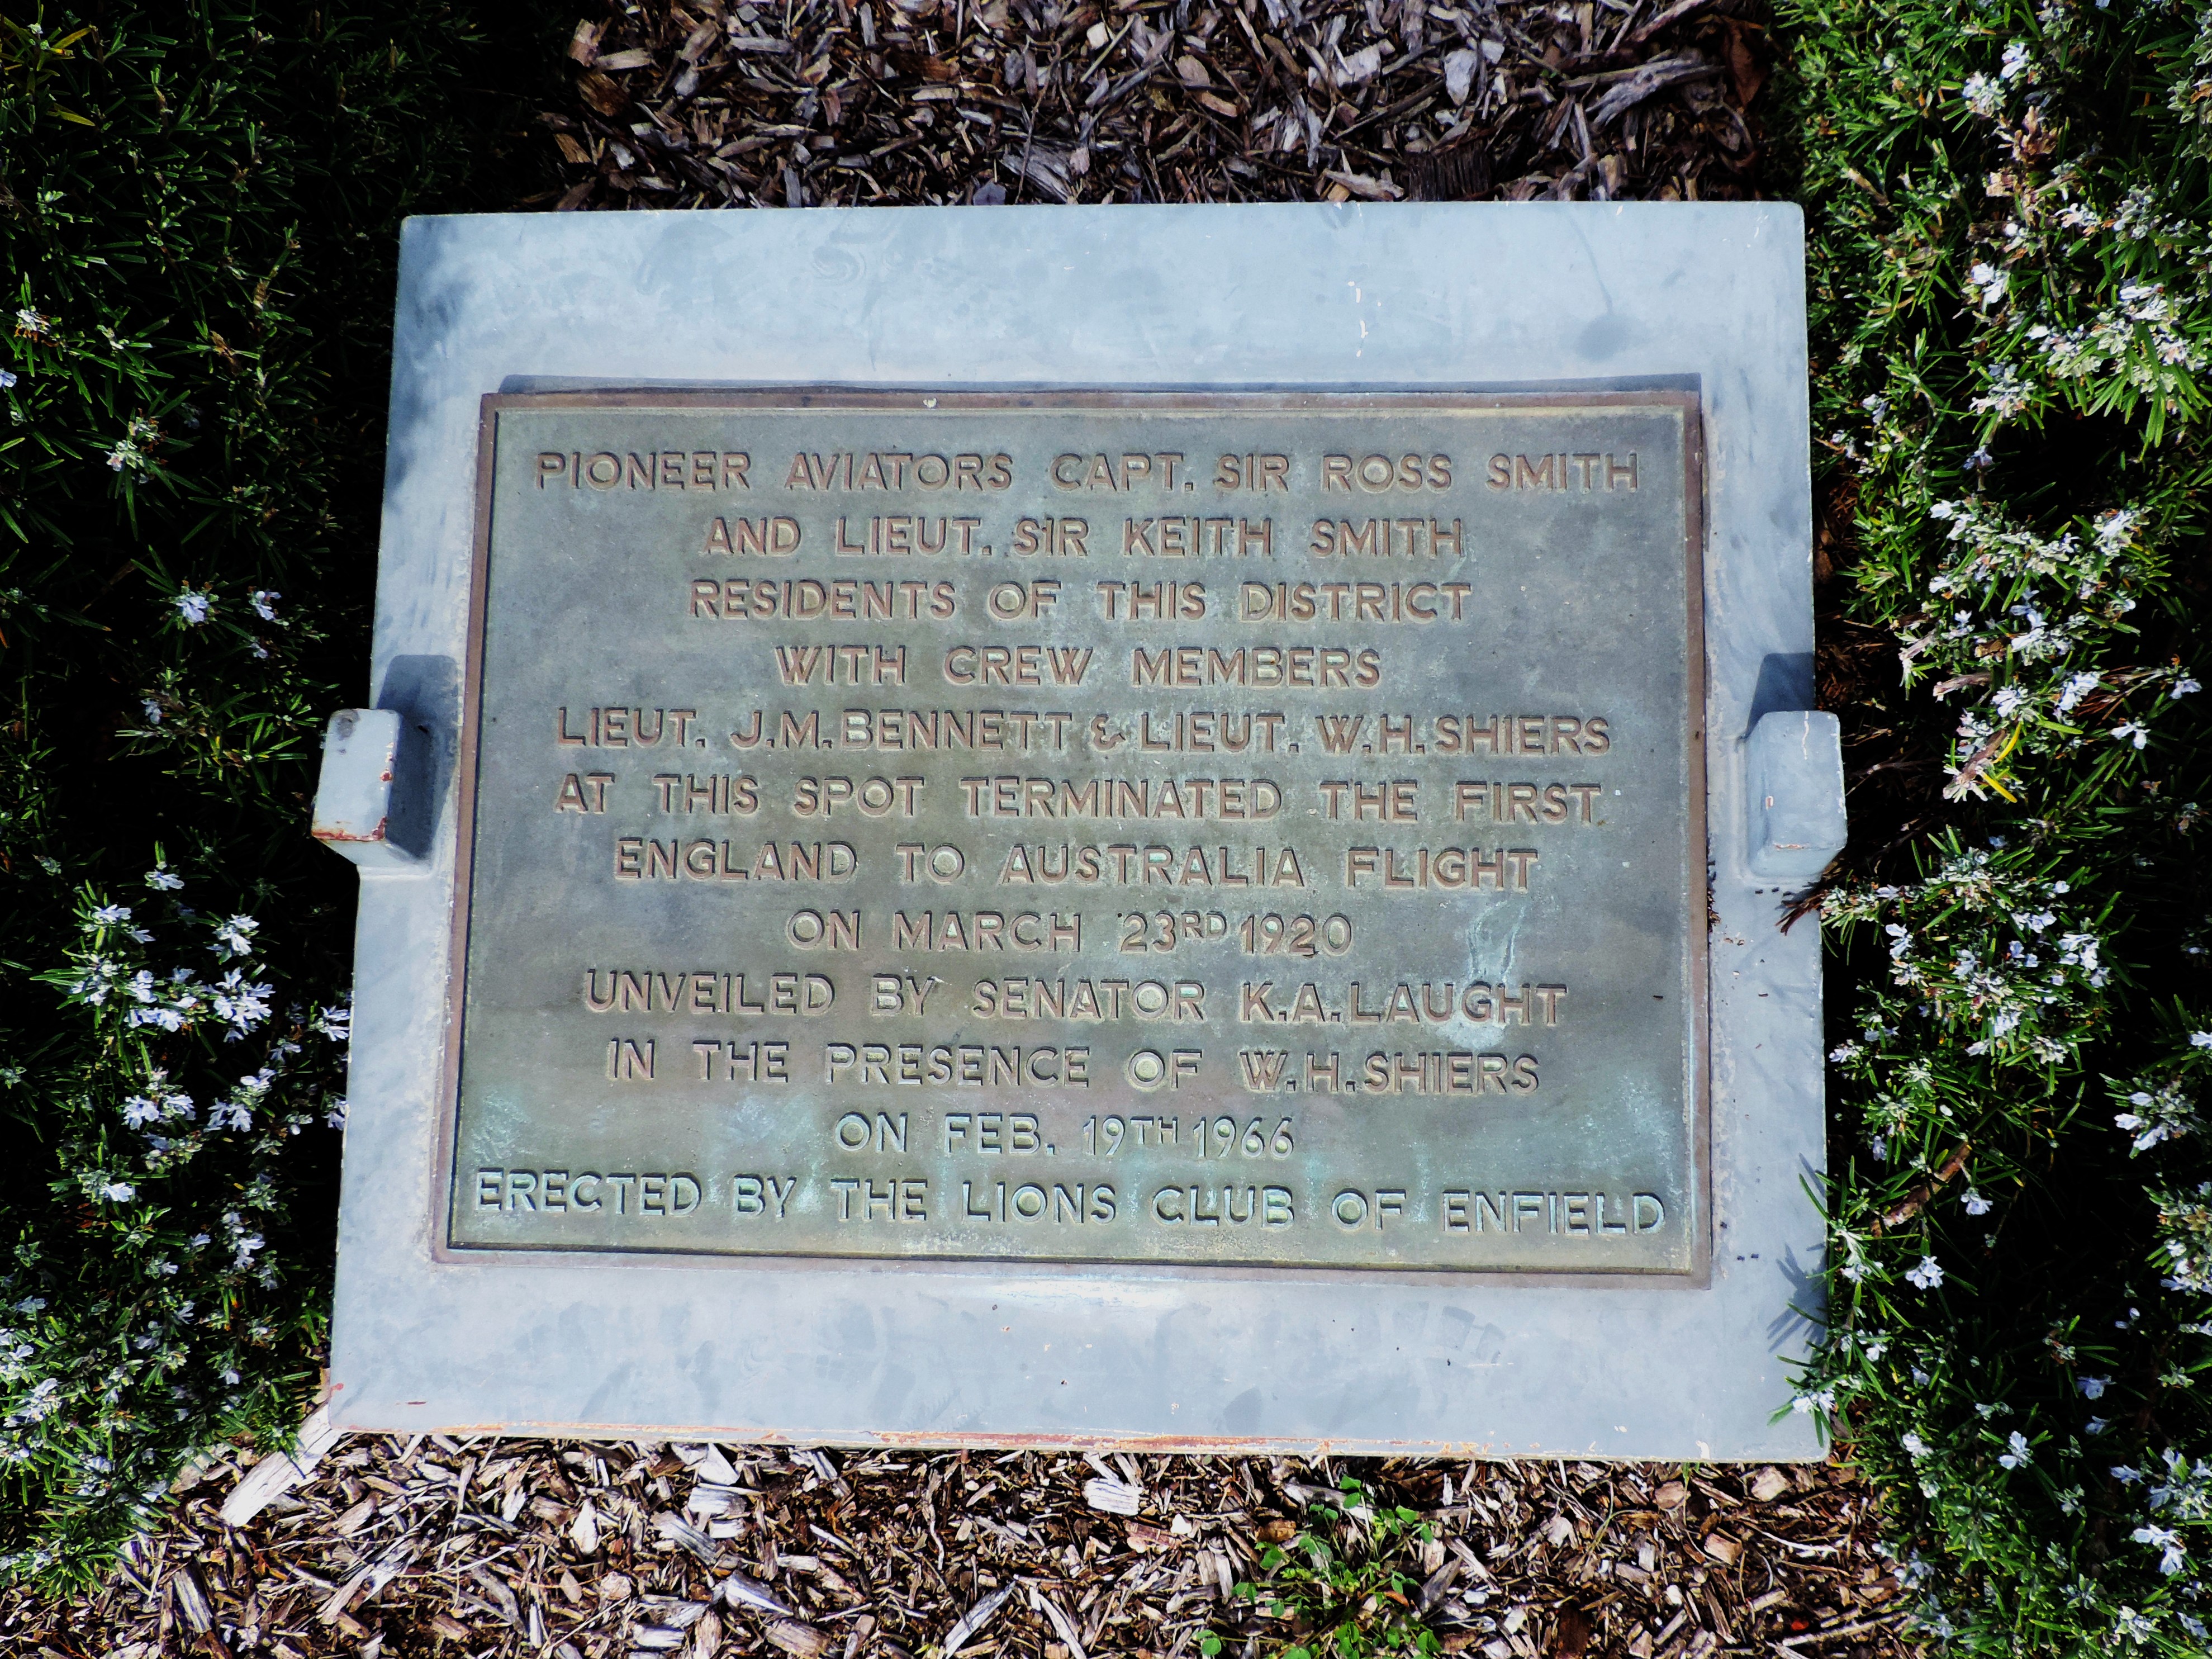 PIONEER AVIATORS CAPT. SIR ROSS SMITH
AND LIEUT. SIR KEITH SMITH
RESIDENTS OF THIS DISTRICT
WITH CREW MEMBERS
LIEUT. J.M. BENNETT & LIEUT. W.H. SHIERS
AT THIS SPOT TERMINATED THE FIRST
ENGLAND TO AUSTRALIA FLIGHT
ON MARCH 23RD 1920
UNVEILED BY SENATOR K.A. LAUGHT
IN THE PRESENCE OF W.H. SHIERS
ON FEB. 19TH 1966
ERECTED BY THE LIONS CLUB OF ENFIELD